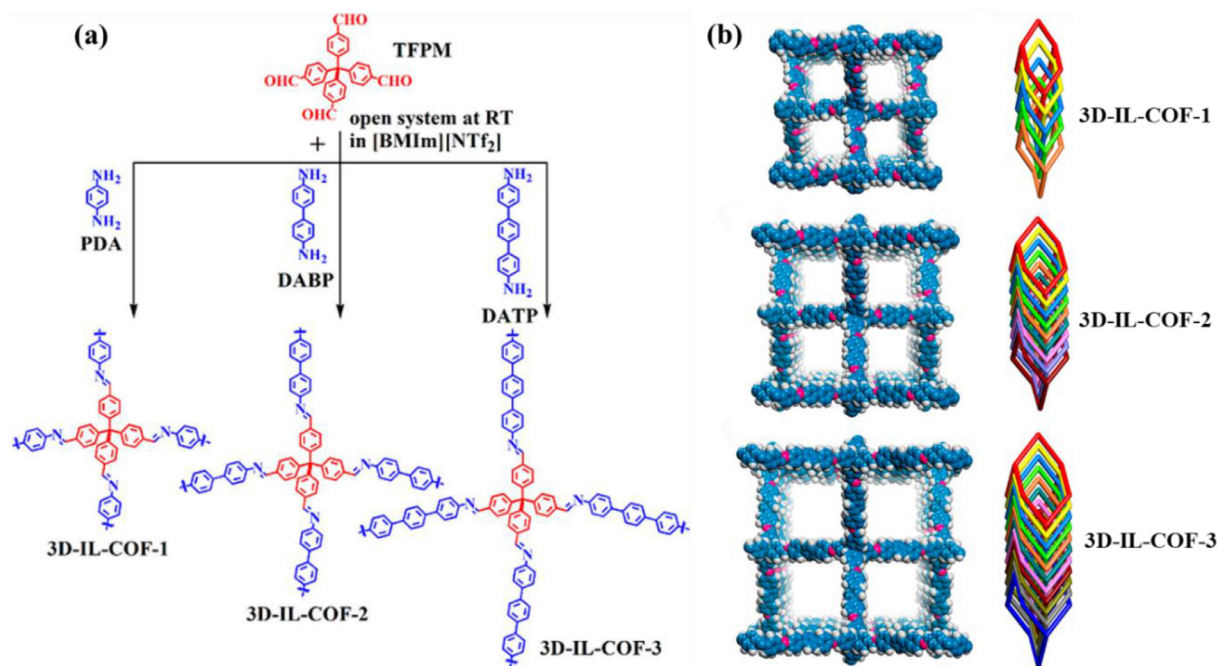 (a)
CHO
TFPM
OHC
CHO
OHC
open system at RT
+
in [BMIm][NTf2]
NH2
NH2
PDA
NH2
NH2
DABP
NH2
NH2
DATP
N
N
N
N
3D-IL-COF-1
N
N
N
N
3D-IL-COF-2
N
N
N
N
3D-IL-COF-3
(b)
3D-IL-COF-1
3D-IL-COF-2
3D-IL-COF-3